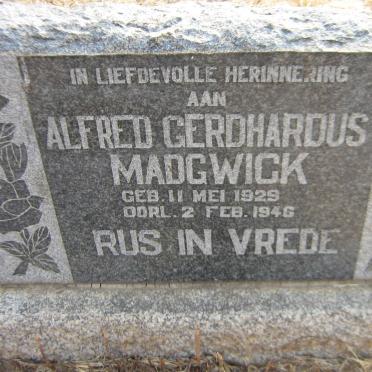 IN LIEFDEVOLLE HERINNERING
AAN
ALFRED GERDHARDUS
MADGWICK
GEB. 11 MEI 1929
OORL. 2 FEB. 1946
RUS IN VREDE